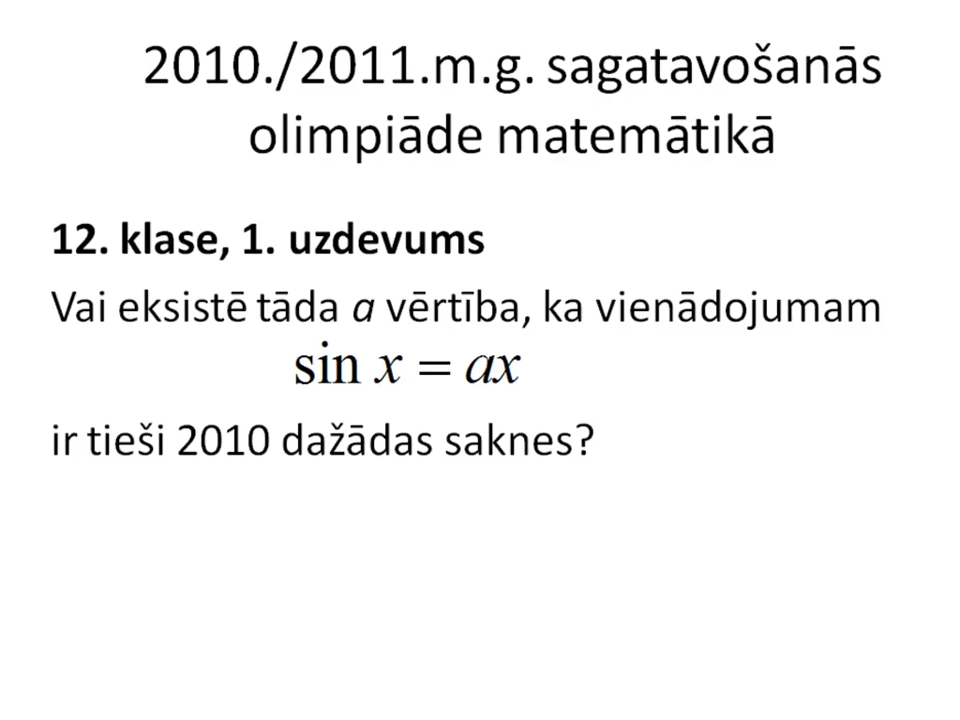 2010./2011.m.g. sagatavošanās
olimpiāde matemātikā
12. klase, 1. uzdevums
Vai eksistē tāda a vērtība, ka vienādojumam
sin x = ax
ir tieši 2010 dažādas saknes?